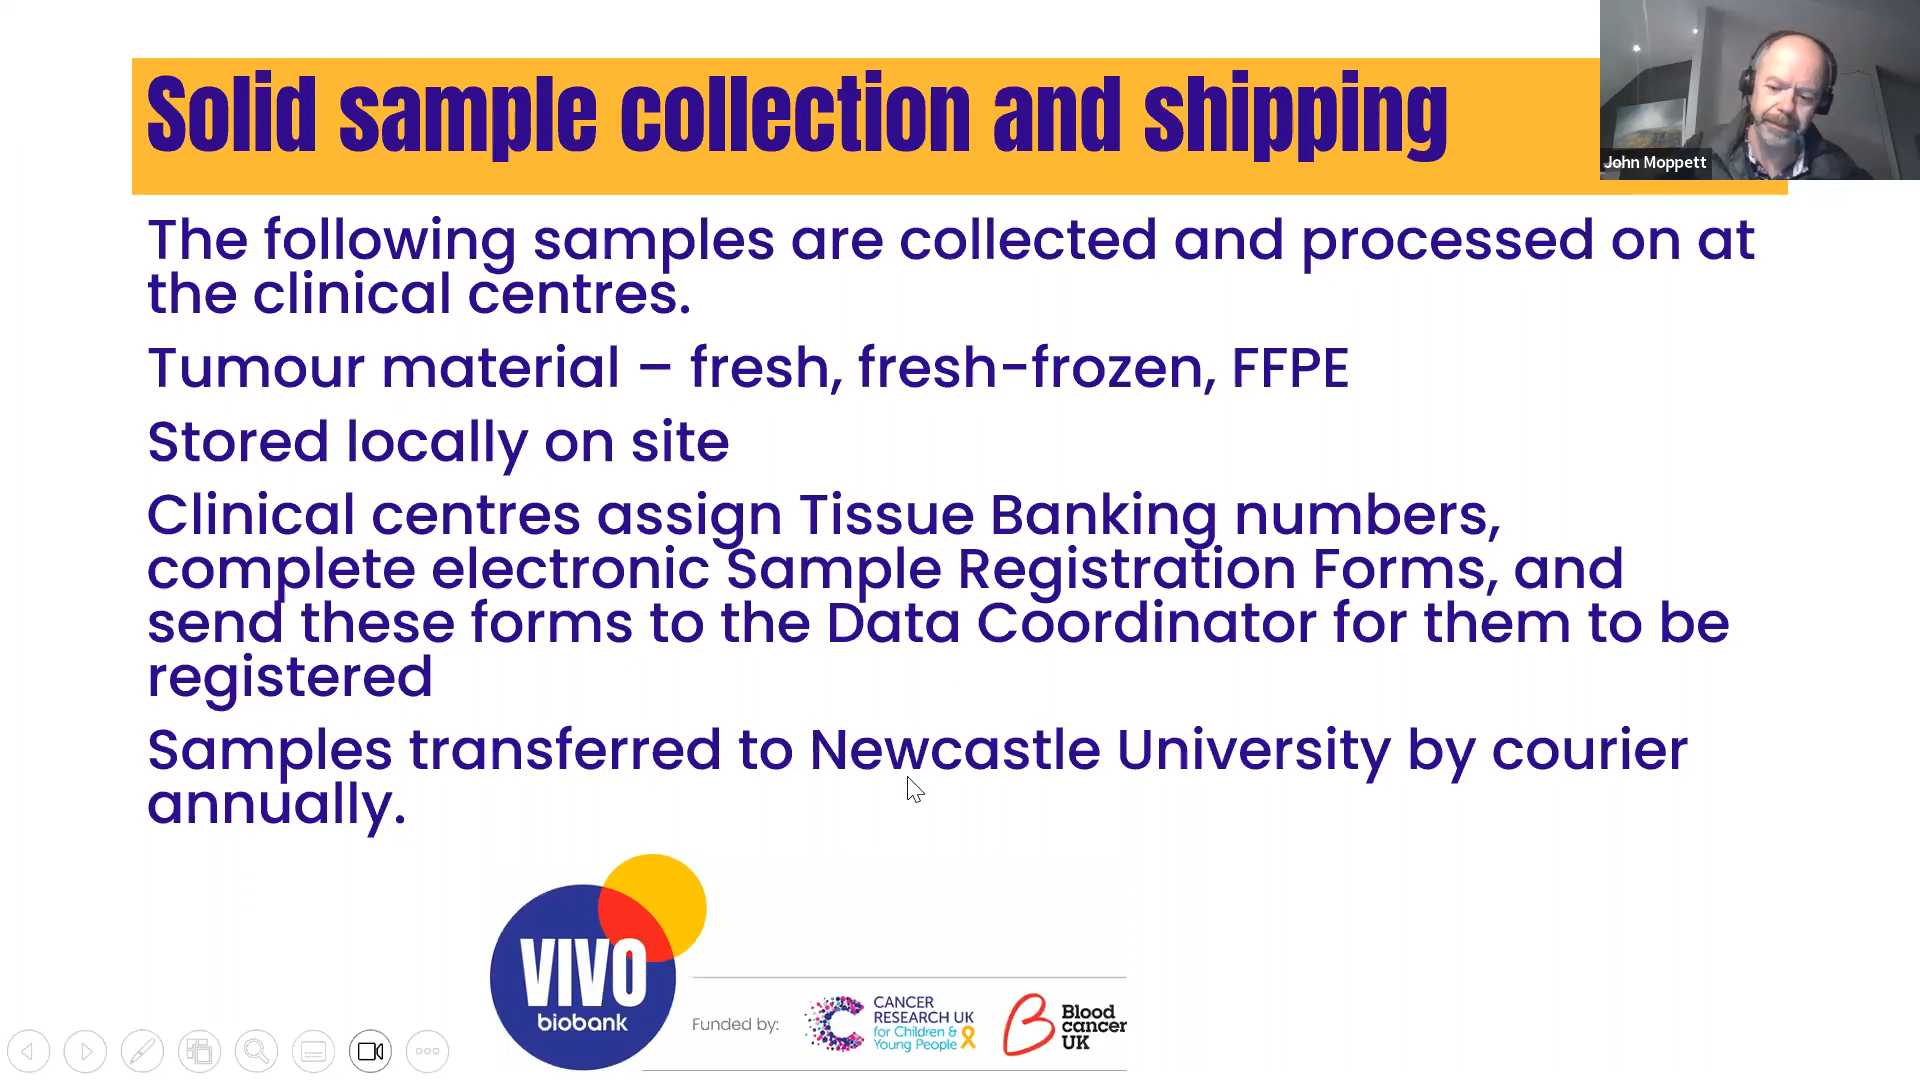 Solid sample collection and shipping
John Moppett
The following samples are collected and processed on at
the clinical centres.
Tumour material – fresh, fresh-frozen, FFPE
Stored locally on site
Clinical centres assign Tissue Banking numbers,
complete electronic Sample Registration Forms, and
send these forms to the Data Coordinator for them to be
registered
Samples transferred to Newcastle University by courier
annually.
VIVO
biobank
Funded by:
CANCER
RESEARCH UK
for Children &
Young People
Blood
cancer
UK